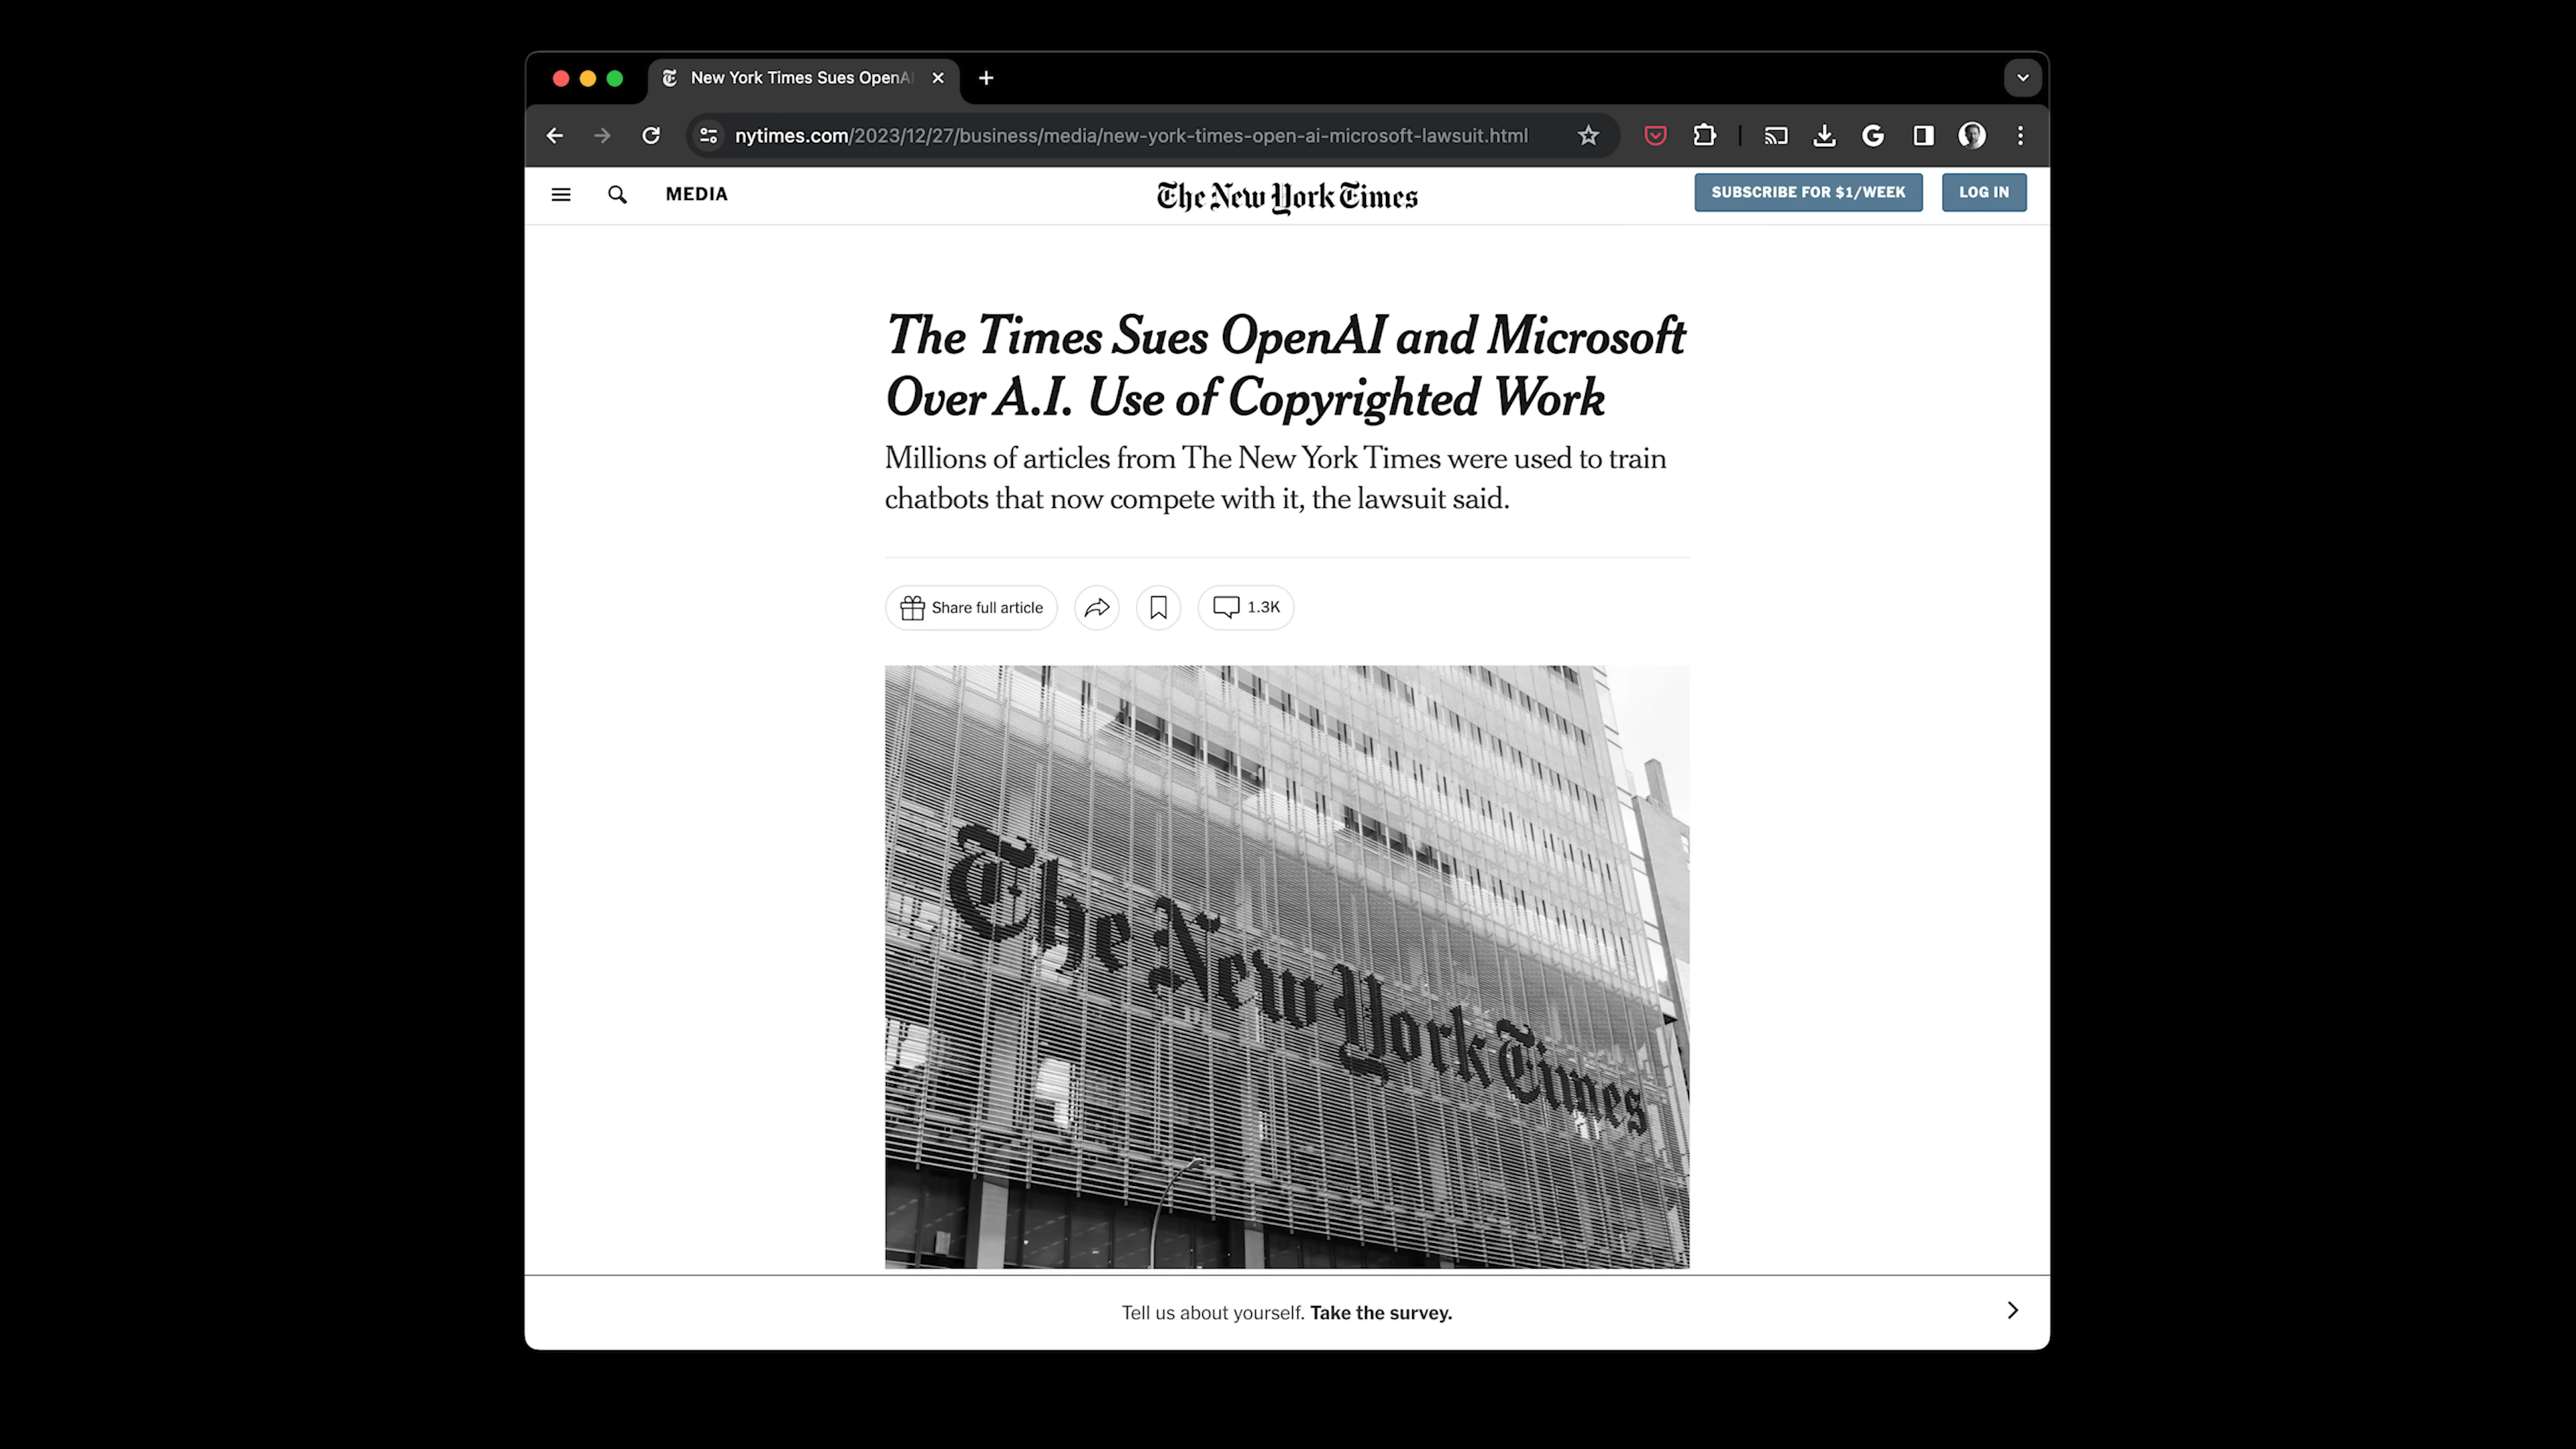 New York Times Sues OpenAI
nytimes.com/2023/12/27/business/media/new-york-times-open-ai-microsoft-lawsuit.html
MEDIA
The New York Times
SUBSCRIBE FOR $1/WEEK
LOG IN
The Times Sues OpenAI and Microsoft
Over A.I. Use of Copyrighted Work
Millions of articles from The New York Times were used to train
chatbots that now compete with it, the lawsuit said.
Share full article
1.3K
The New York Times
Tell us about yourself. Take the survey.